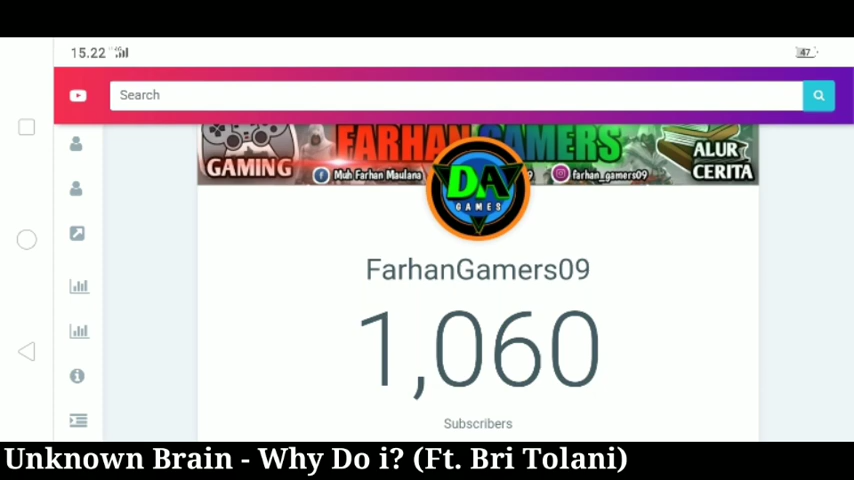 15.22
47
Search
FARHAN GAMERS
GAMING
ALUR
CERITA
Muh Farhan Maulana
farhan_gamers09
DA
GAMES
FarhanGamers09
1,060
Subscribers
Unknown Brain - Why Do i? (Ft. Bri Tolani)